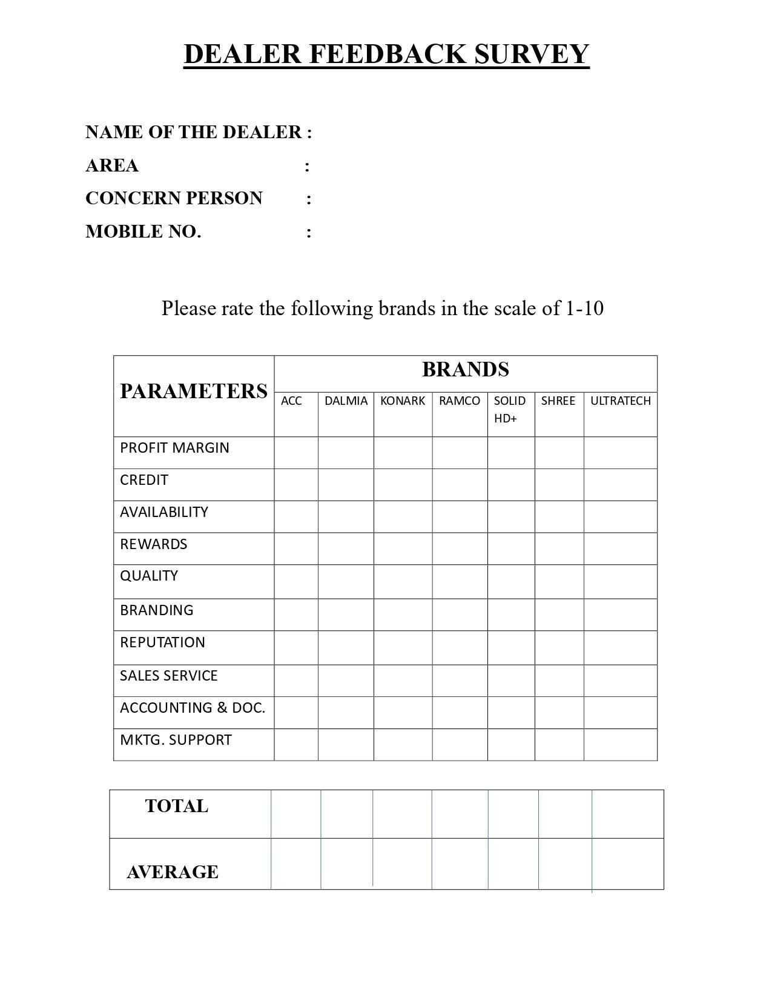 DEALER FEEDBACK SURVEY
NAME OF THE DEALER :
AREA :
CONCERN PERSON :
MOBILE NO. :
Please rate the following brands in the scale of 1-10
PARAMETERS
BRANDS
ACC DALMIA KONARK RAMCO SOLID HD+ SHREE ULTRATECH
PROFIT MARGIN
CREDIT
AVAILABILITY
REWARDS
QUALITY
BRANDING
REPUTATION
SALES SERVICE
ACCOUNTING & DOC.
MKTG. SUPPORT
TOTAL
AVERAGE